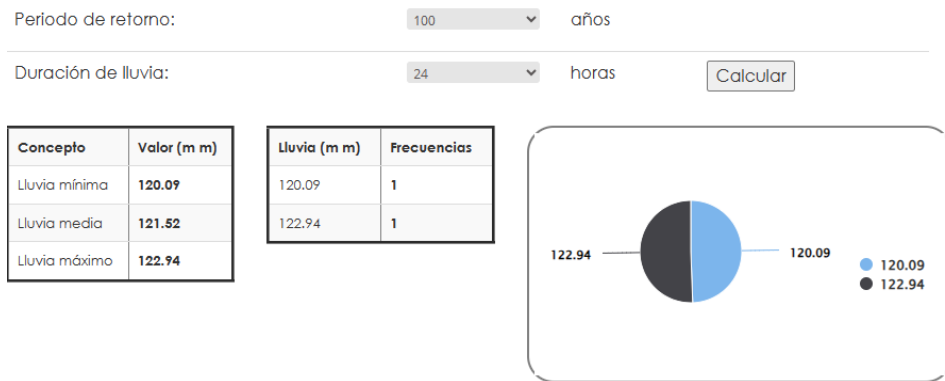 Periodo de retorno: 100 años
Duración de lluvia: 24 horas Calcular
Concepto Valor (m m)
Lluvia mínima 120.09
Lluvia media 121.52
Lluvia máximo 122.94
Lluvia (m m) Frecuencias
120.09 1
122.94 1
122.94 120.09
120.09
122.94